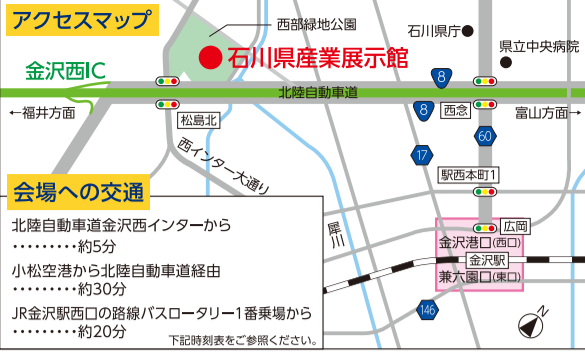 アクセスマップ
西部緑地公園
石川県庁
県立中央病院
石川県産業展示館
金沢西IC
8
北陸自動車道
←福井方面
松島北
8
西念
富山方面→
60
17
西インター大通り
駅西本町1
会場への交通
犀川
広岡
北陸自動車道金沢西インターから
………約5分
金沢港口(西口)
金沢駅
兼六園口(東口)
小松空港から北陸自動車道経由
………約30分
JR金沢駅西口の路線バスロータリー1番乗場から
………約20分
下記時刻表をご参照ください。
146
N